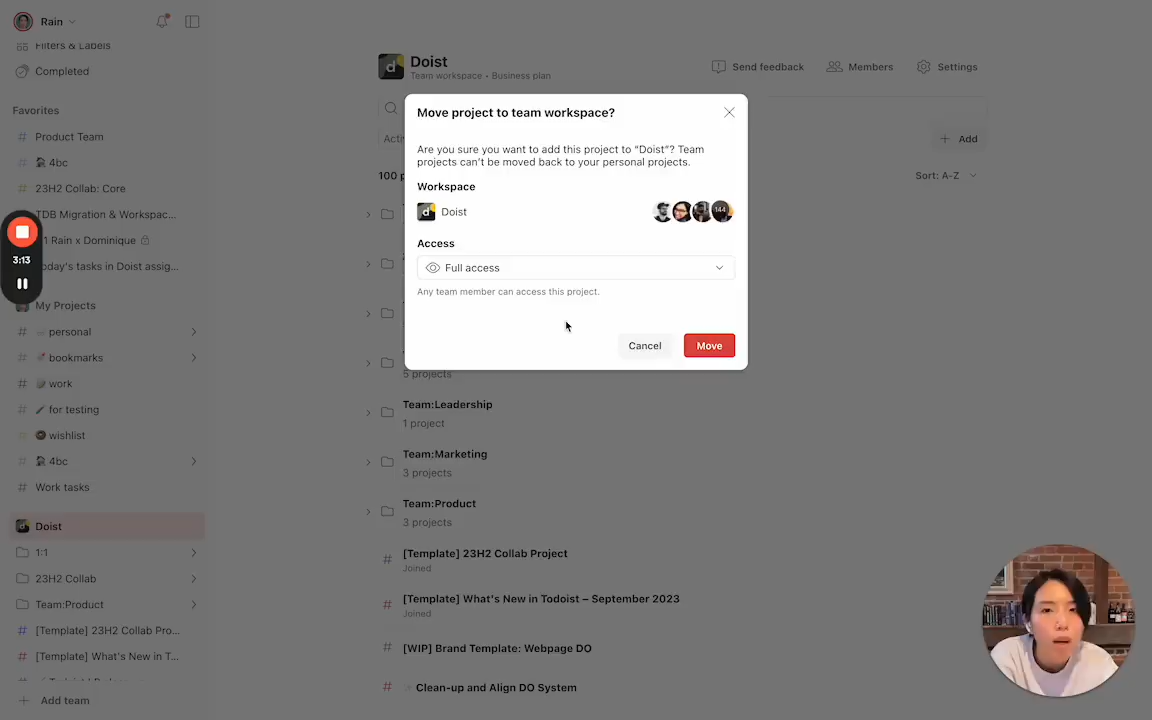 Rain
Filters & Labels
Completed
Favorites
Product Team
4bc
23H2 Collab: Core
TDB Migration & Workspac...
1 Rain x Dominique
oday's tasks in Doist assig...
3:13
My Projects
personal
bookmarks
work
for testing
wishlist
4bc
Work tasks
Doist
1:1
23H2 Collab
Team:Product
[Template] 23H2 Collab Pro...
[Template] What's New in T...
Add team
d
Doist
Team workspace • Business plan
Send feedback
Members
Settings
Acti
Add
100 p
Sort: A-Z
Move project to team workspace?
Are you sure you want to add this project to “Doist”? Team
projects can't be moved back to your personal projects.
Workspace
d
Doist
144
Access
Full access
Any team member can access this project.
Cancel
Move
5 projects
Team:Leadership
1 project
Team:Marketing
3 projects
Team:Product
3 projects
[Template] 23H2 Collab Project
Joined
[Template] What's New in Todoist – September 2023
Joined
[WIP] Brand Template: Webpage DO
Clean-up and Align DO System